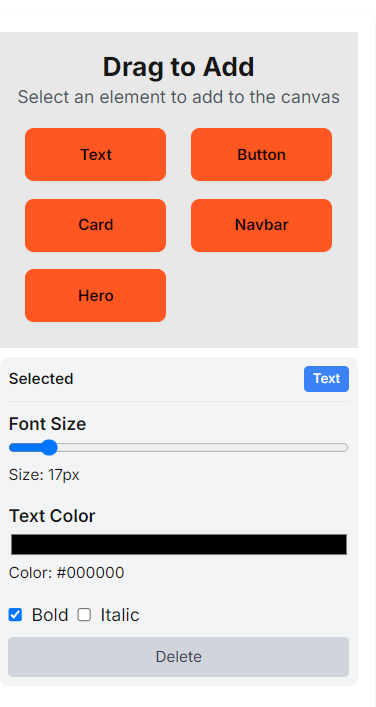 Drag to Add
Select an element to add to the canvas
Text Button
Card Navbar
Hero
Selected Text
Font Size
Size: 17px
Text Color
Color: #000000
Bold Italic
Delete